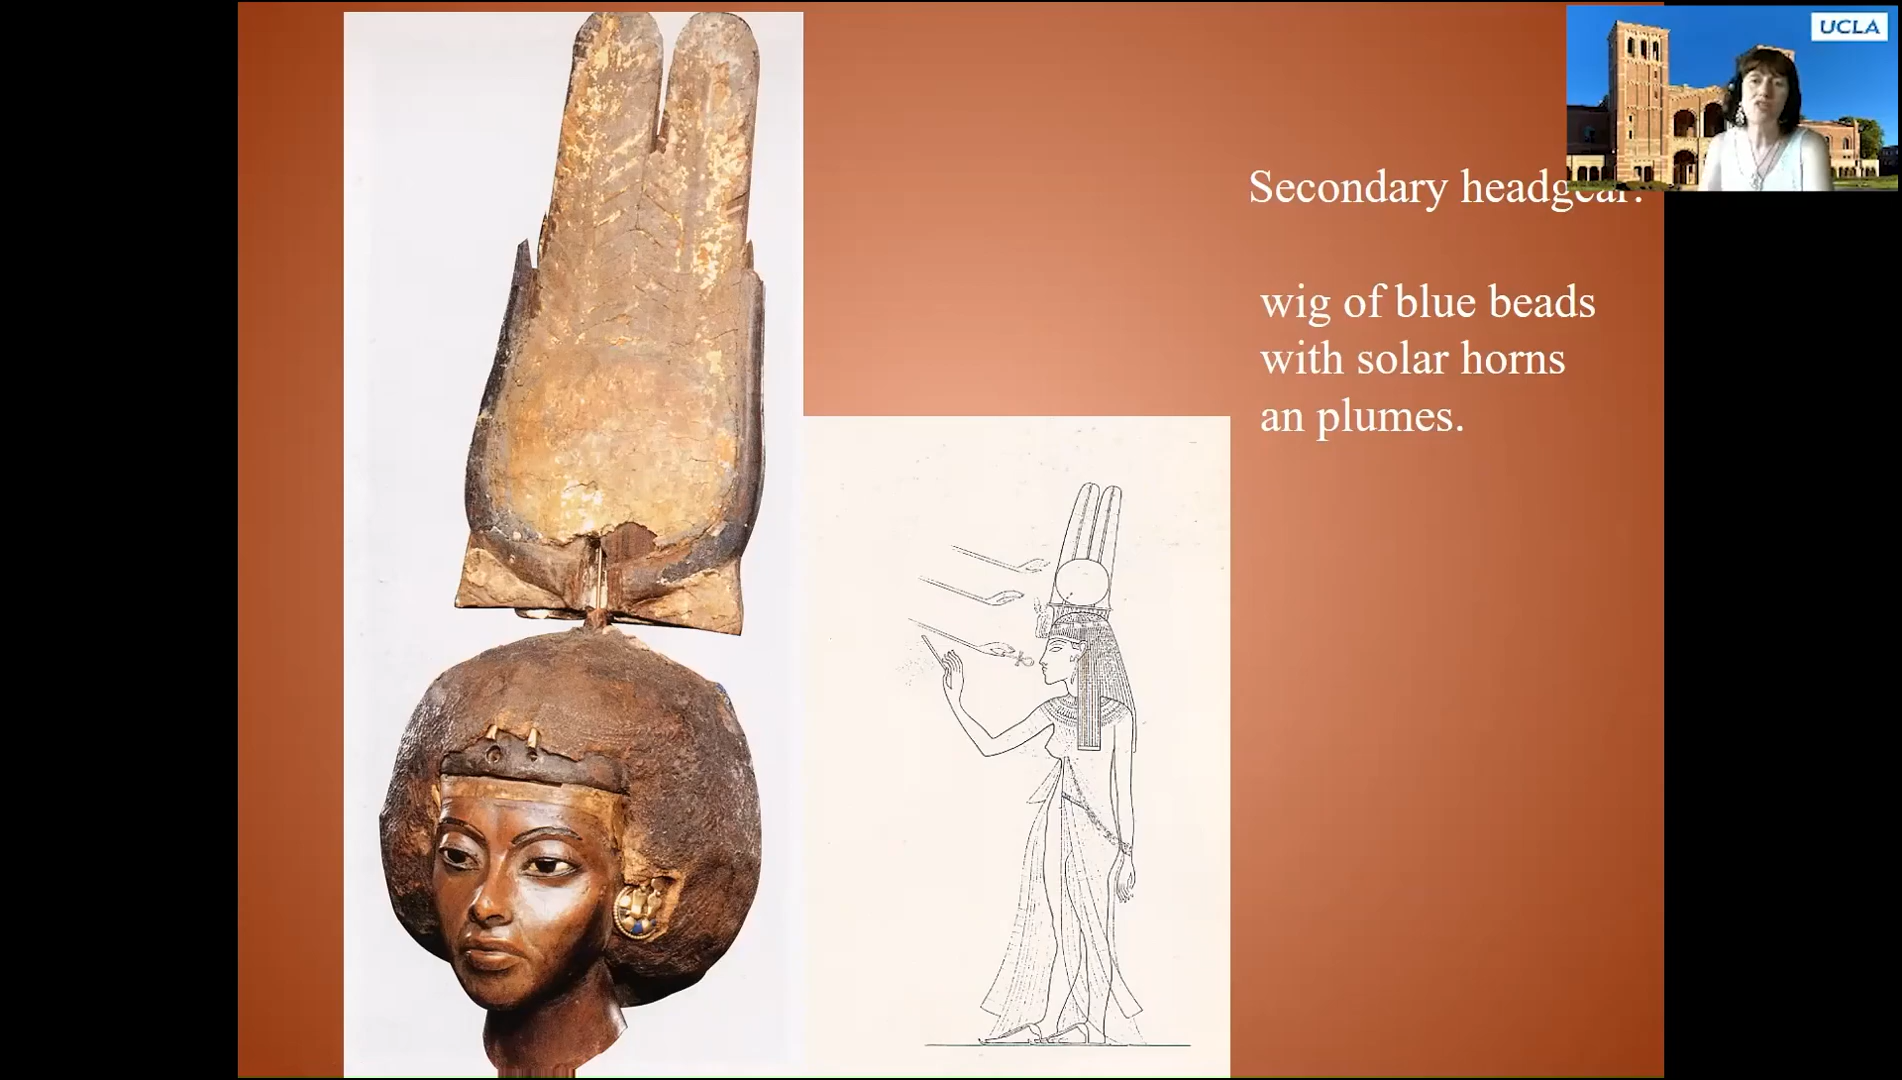 UCLA
Secondary headgear:
wig of blue beads
with solar horns
an plumes.